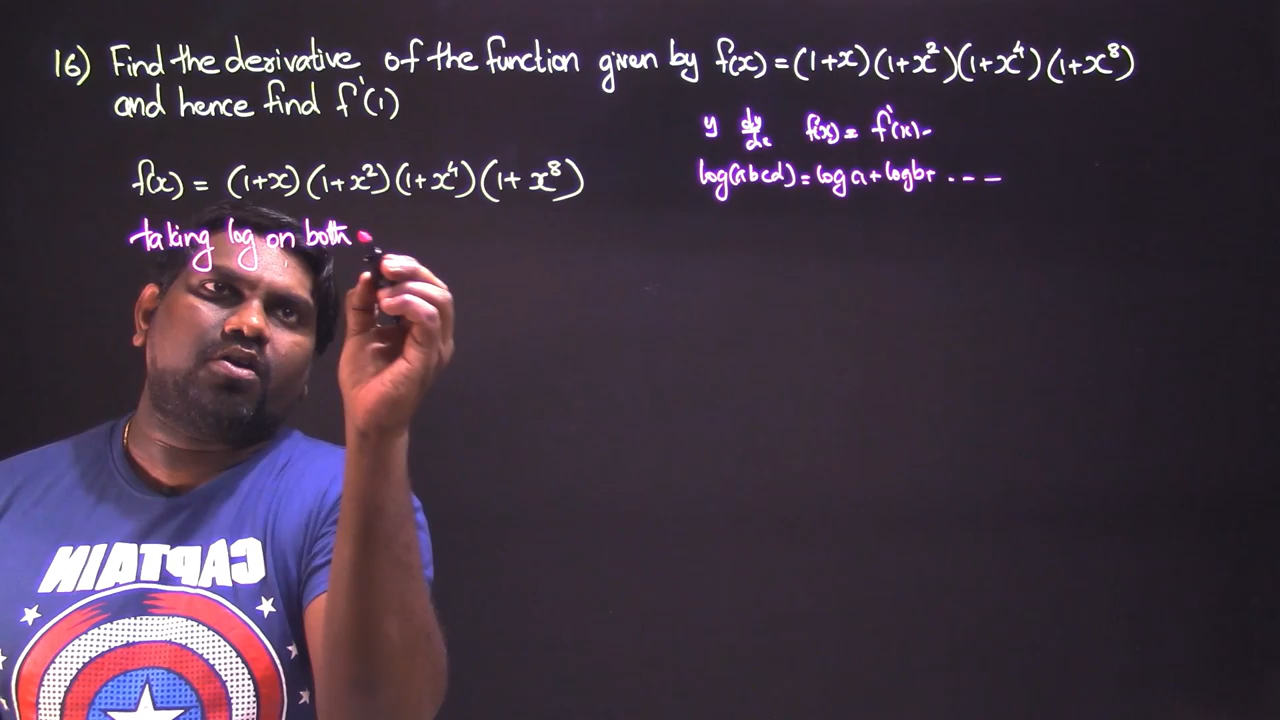 16) Find the derivative of the function given by f(x) = (1+x)(1+x²)(1+x⁴)(1+x⁸)
and hence find f'(1)
y dy/dx f(x) = f'(x)-
f(x) = (1+x)(1+x²)(1+x⁴)(1+x⁸)
log(abcd) = log a + log b + - - -
taking log on both
CAPTAIN